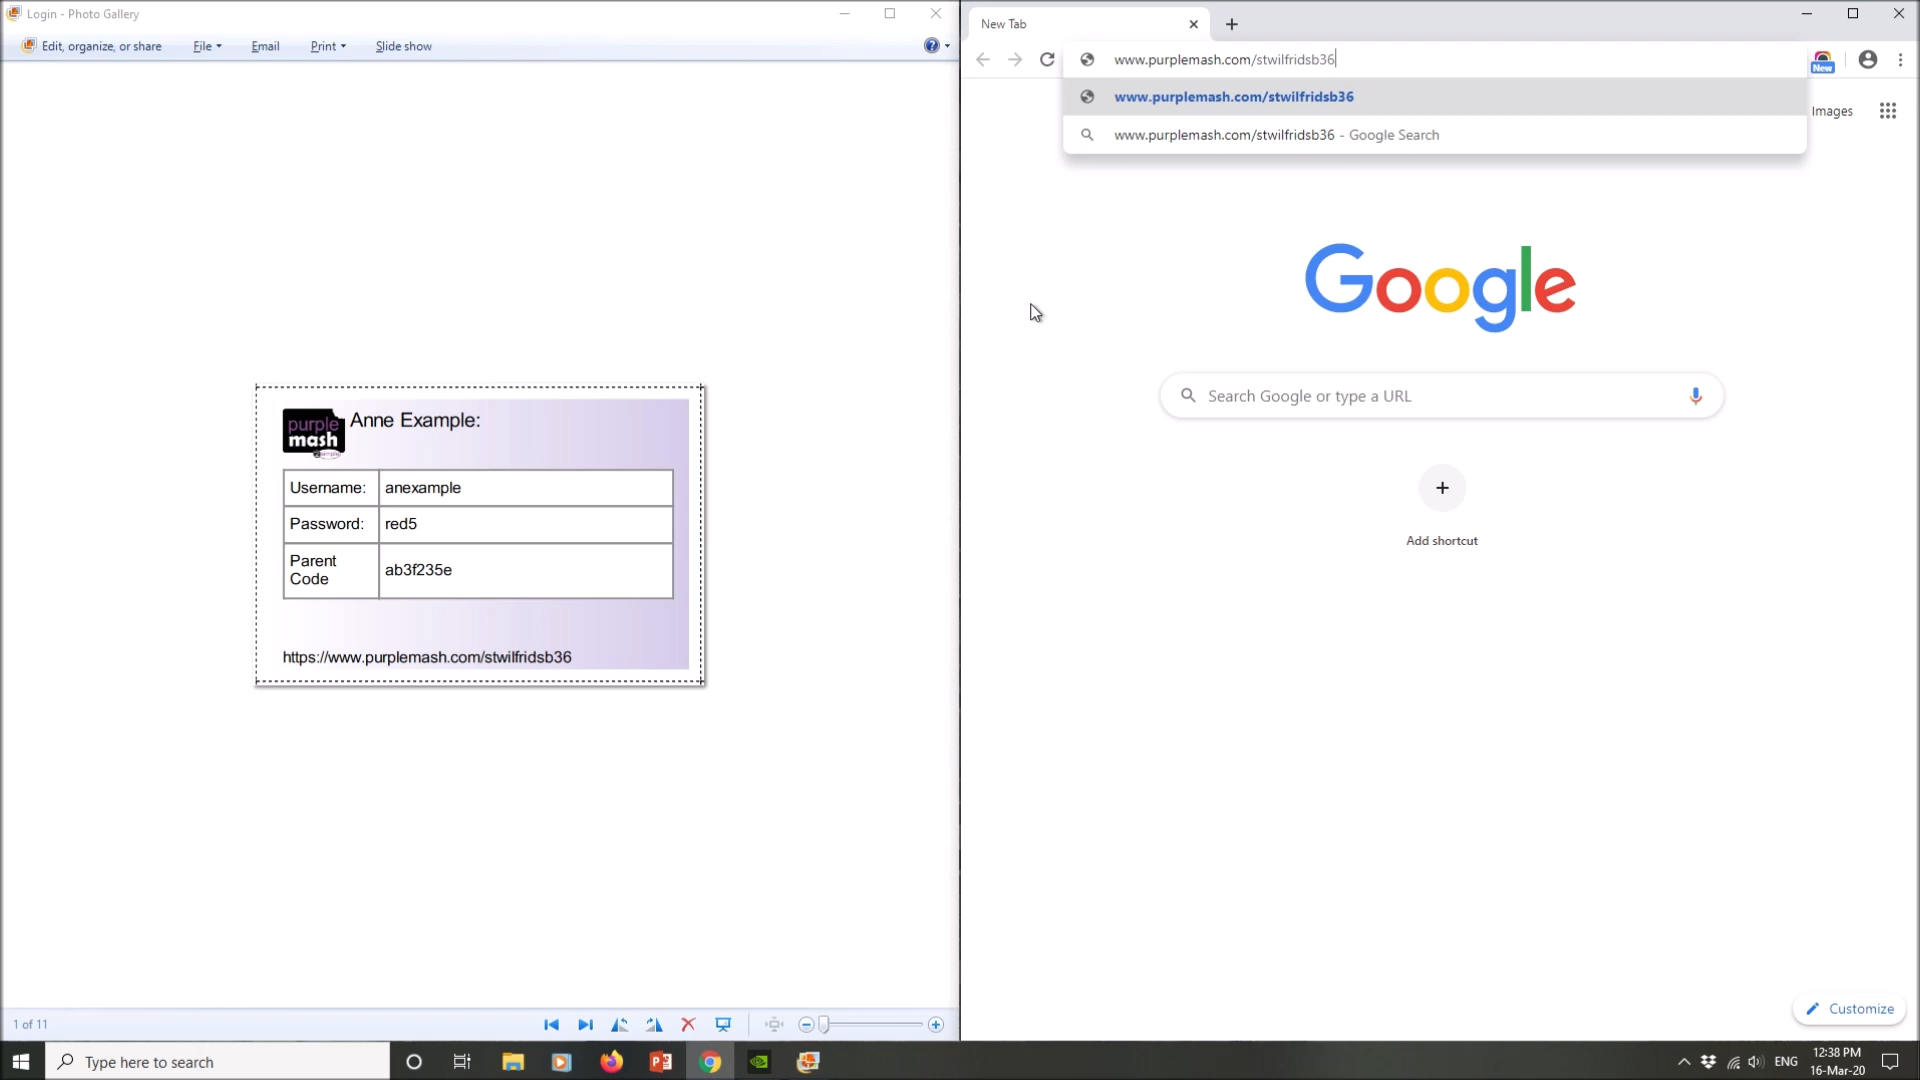 Login - Photo Gallery
Edit, organize, or share File Email Print Slide show
purple
mash
Anne Example:
Username: anexample
Password: red5
Parent Code ab3f235e
https://www.purplemash.com/stwilfridsb36
1 of 11
New Tab
www.purplemash.com/stwilfridsb36
New
www.purplemash.com/stwilfridsb36
www.purplemash.com/stwilfridsb36 - Google Search
Images
Google
Search Google or type a URL
Add shortcut
Customize
Type here to search
ENG
12:38 PM
16-Mar-20